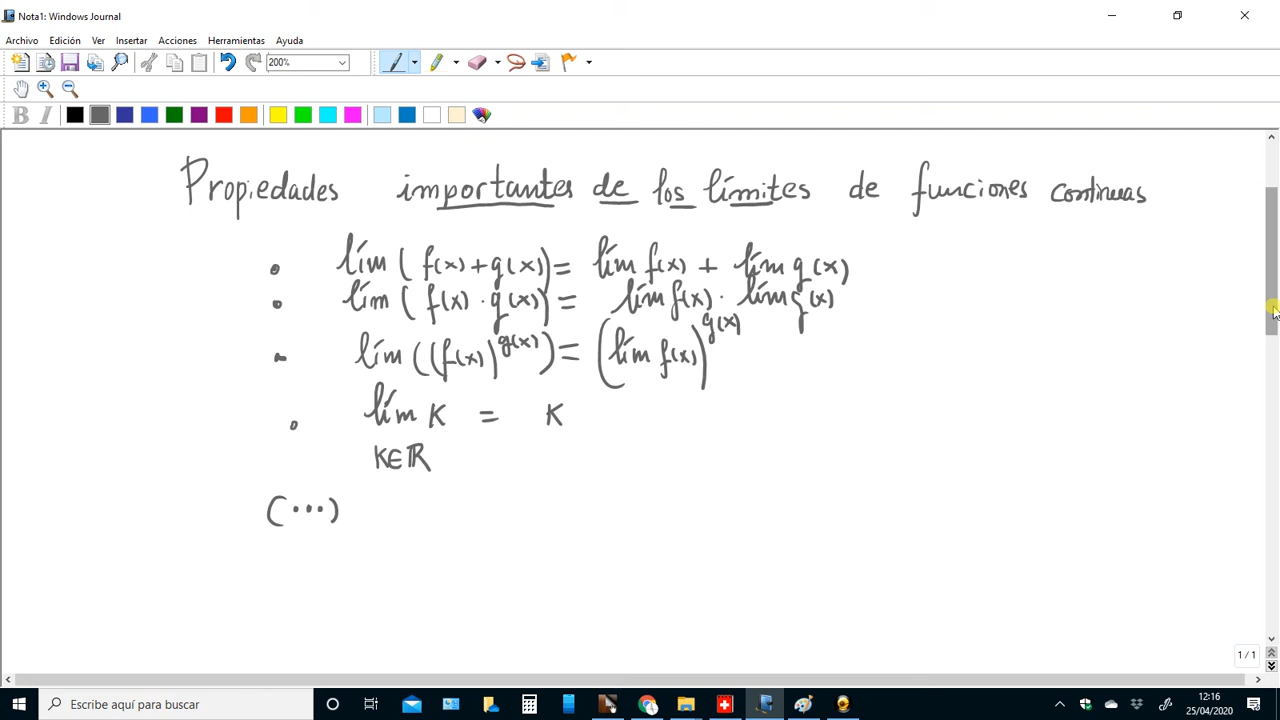 Nota1: Windows Journal
Archivo Edición Ver Insertar Acciones Herramientas Ayuda
200%
B I
Propiedades importantes de los límites de funciones continuas
• lím (f(x)+g(x)) = lím f(x) + lím g(x)
• lím (f(x) · g(x)) = lím f(x) · lím g(x)
• lím ((f(x))^g(x)) = (lím f(x))^g(x)
• lím K = K
K∈ℝ
(···)
1 / 1
Escribe aquí para buscar
12:16
25/04/2020